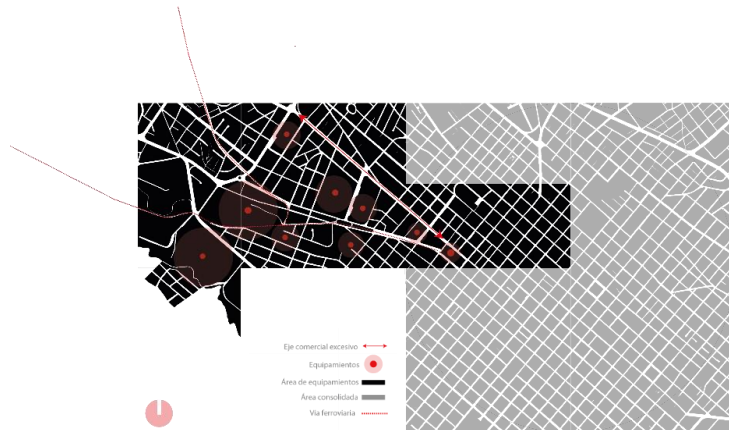 Eje comercial excesivo
Equipamientos
Área de equipamientos
Área consolidada
Vía ferroviaria